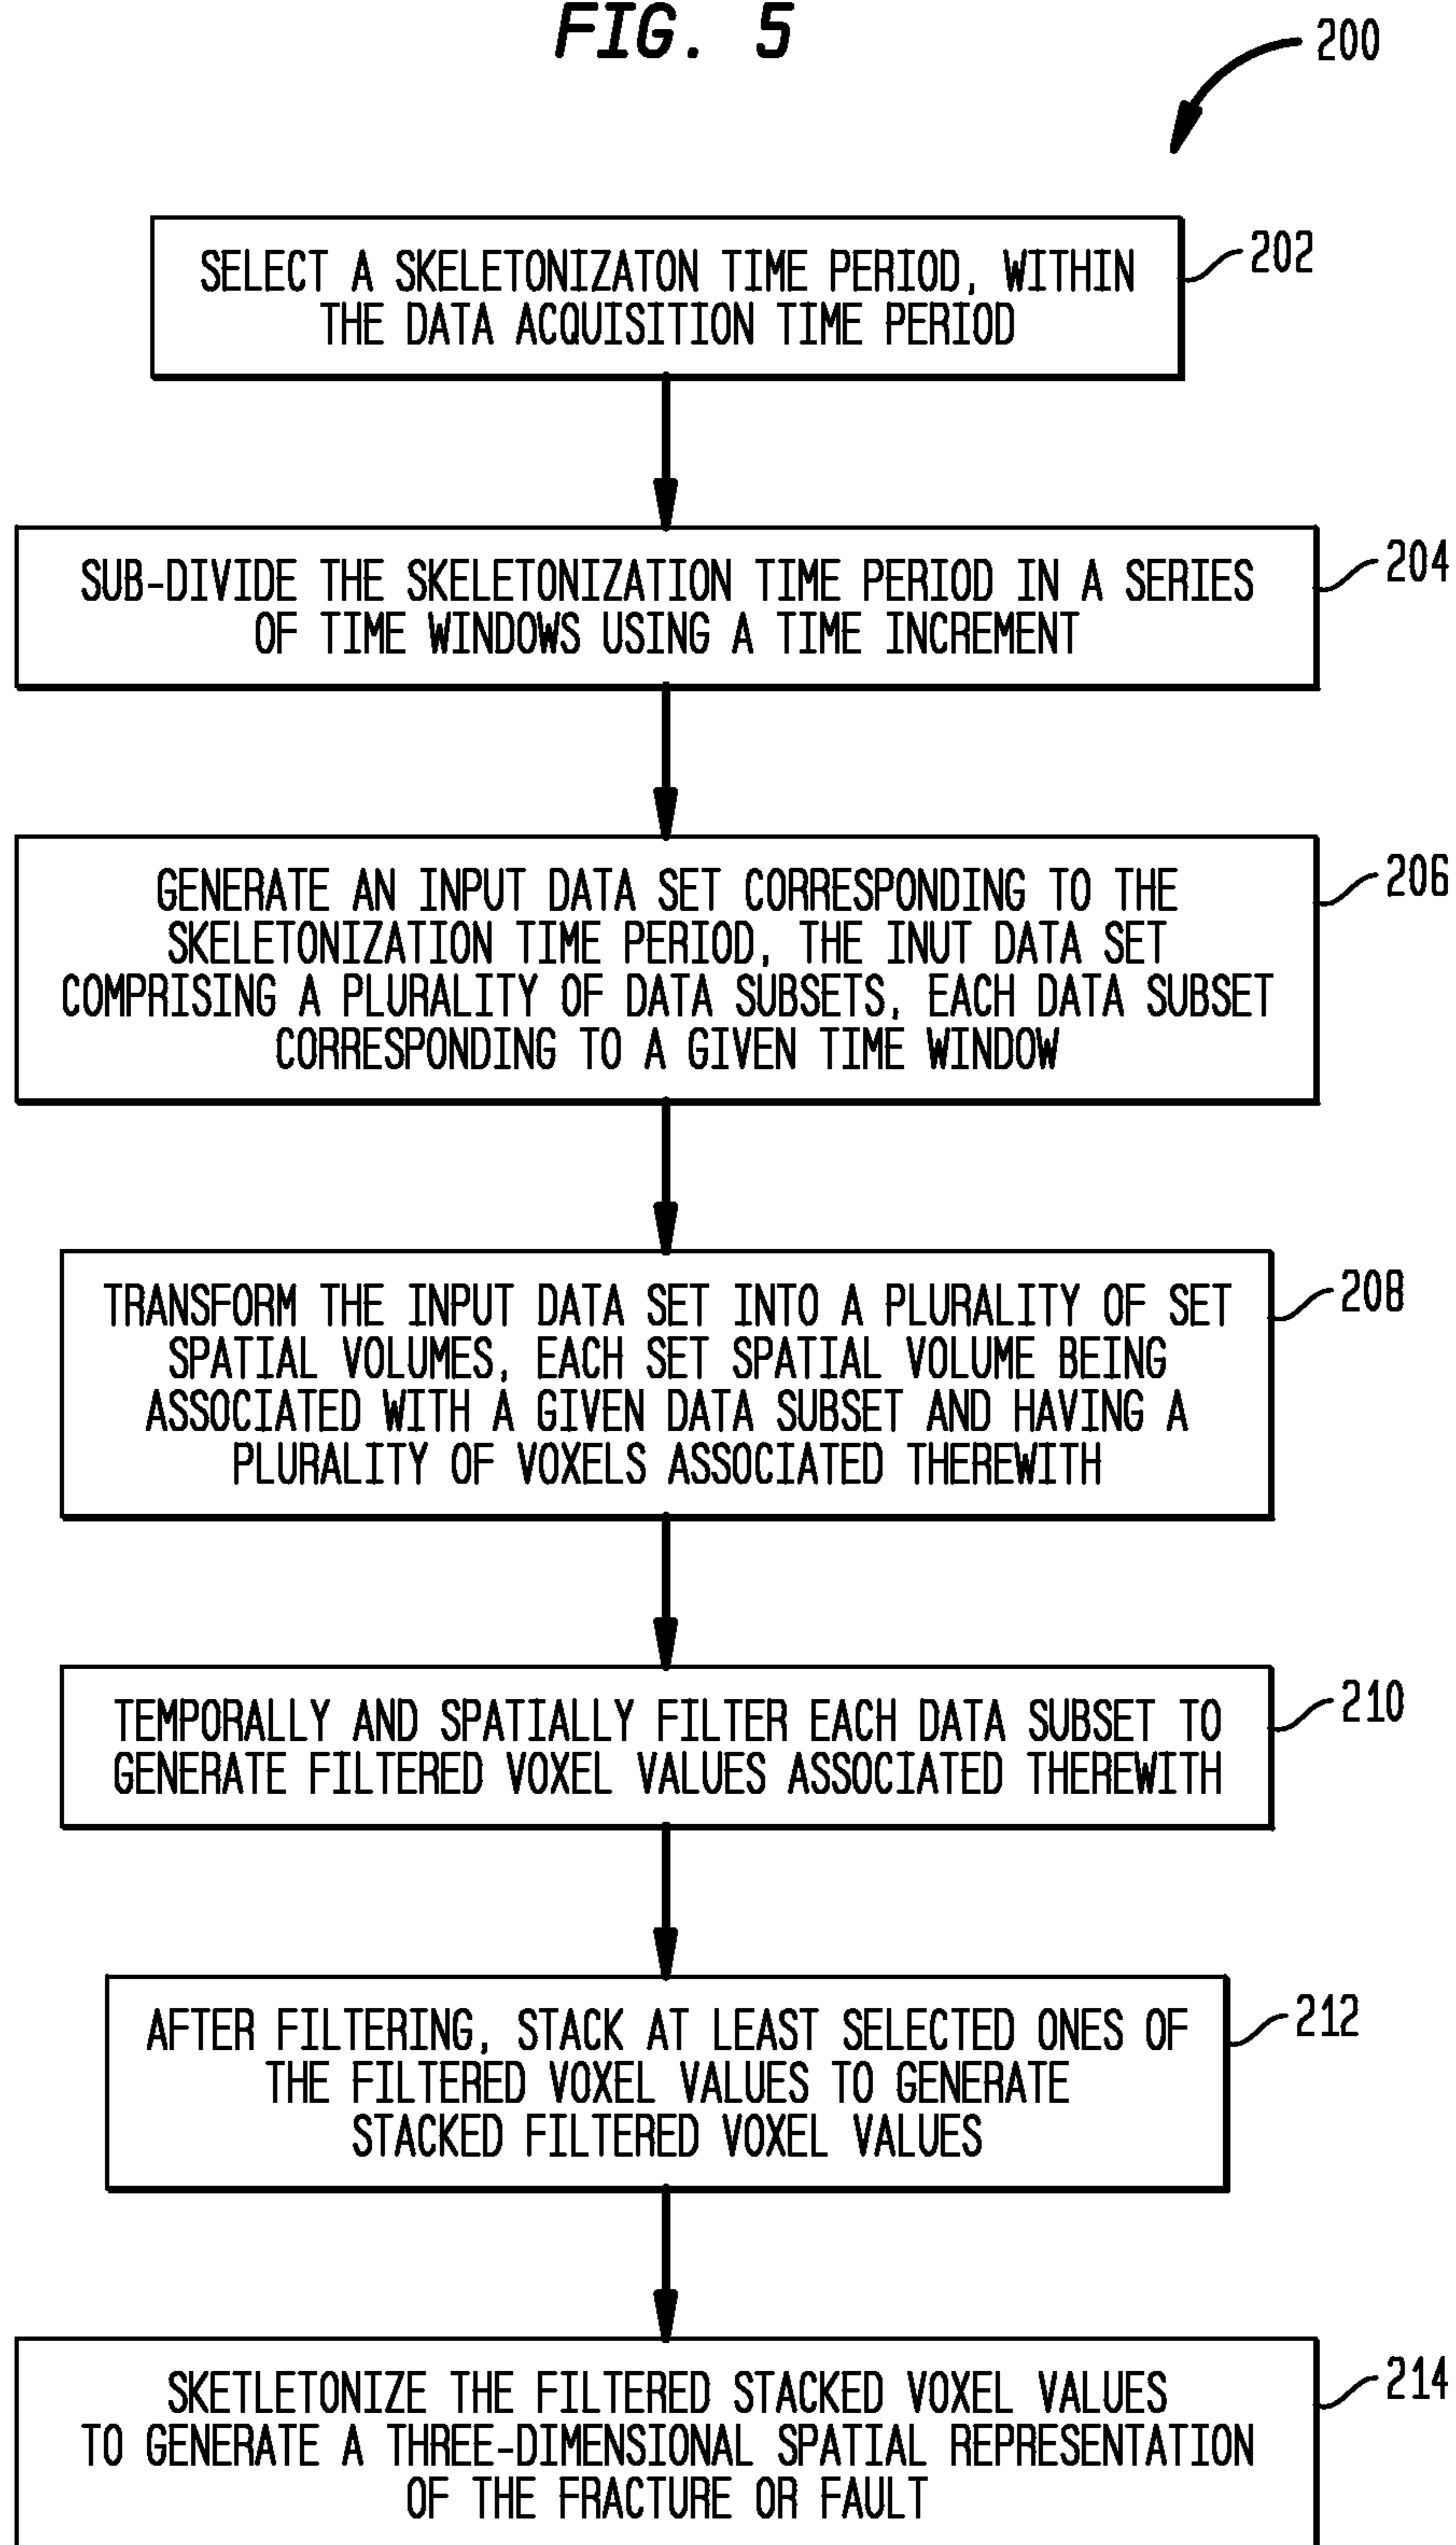 FIG. 5
200
SELECT A SKELETONIZATON TIME PERIOD, WITHIN
THE DATA ACQUISITION TIME PERIOD
202
SUB-DIVIDE THE SKELETONIZATION TIME PERIOD IN A SERIES
OF TIME WINDOWS USING A TIME INCREMENT
204
GENERATE AN INPUT DATA SET CORRESPONDING TO THE
SKELETONIZATION TIME PERIOD, THE INUT DATA SET
COMPRISING A PLURALITY OF DATA SUBSETS, EACH DATA SUBSET
CORRESPONDING TO A GIVEN TIME WINDOW
206
TRANSFORM THE INPUT DATA SET INTO A PLURALITY OF SET
SPATIAL VOLUMES, EACH SET SPATIAL VOLUME BEING
ASSOCIATED WITH A GIVEN DATA SUBSET AND HAVING A
PLURALITY OF VOXELS ASSOCIATED THEREWITH
208
TEMPORALLY AND SPATIALLY FILTER EACH DATA SUBSET TO
GENERATE FILTERED VOXEL VALUES ASSOCIATED THEREWITH
210
AFTER FILTERING, STACK AT LEAST SELECTED ONES OF
THE FILTERED VOXEL VALUES TO GENERATE
STACKED FILTERED VOXEL VALUES
212
SKETLETONIZE THE FILTERED STACKED VOXEL VALUES
TO GENERATE A THREE-DIMENSIONAL SPATIAL REPRESENTATION
OF THE FRACTURE OR FAULT
214